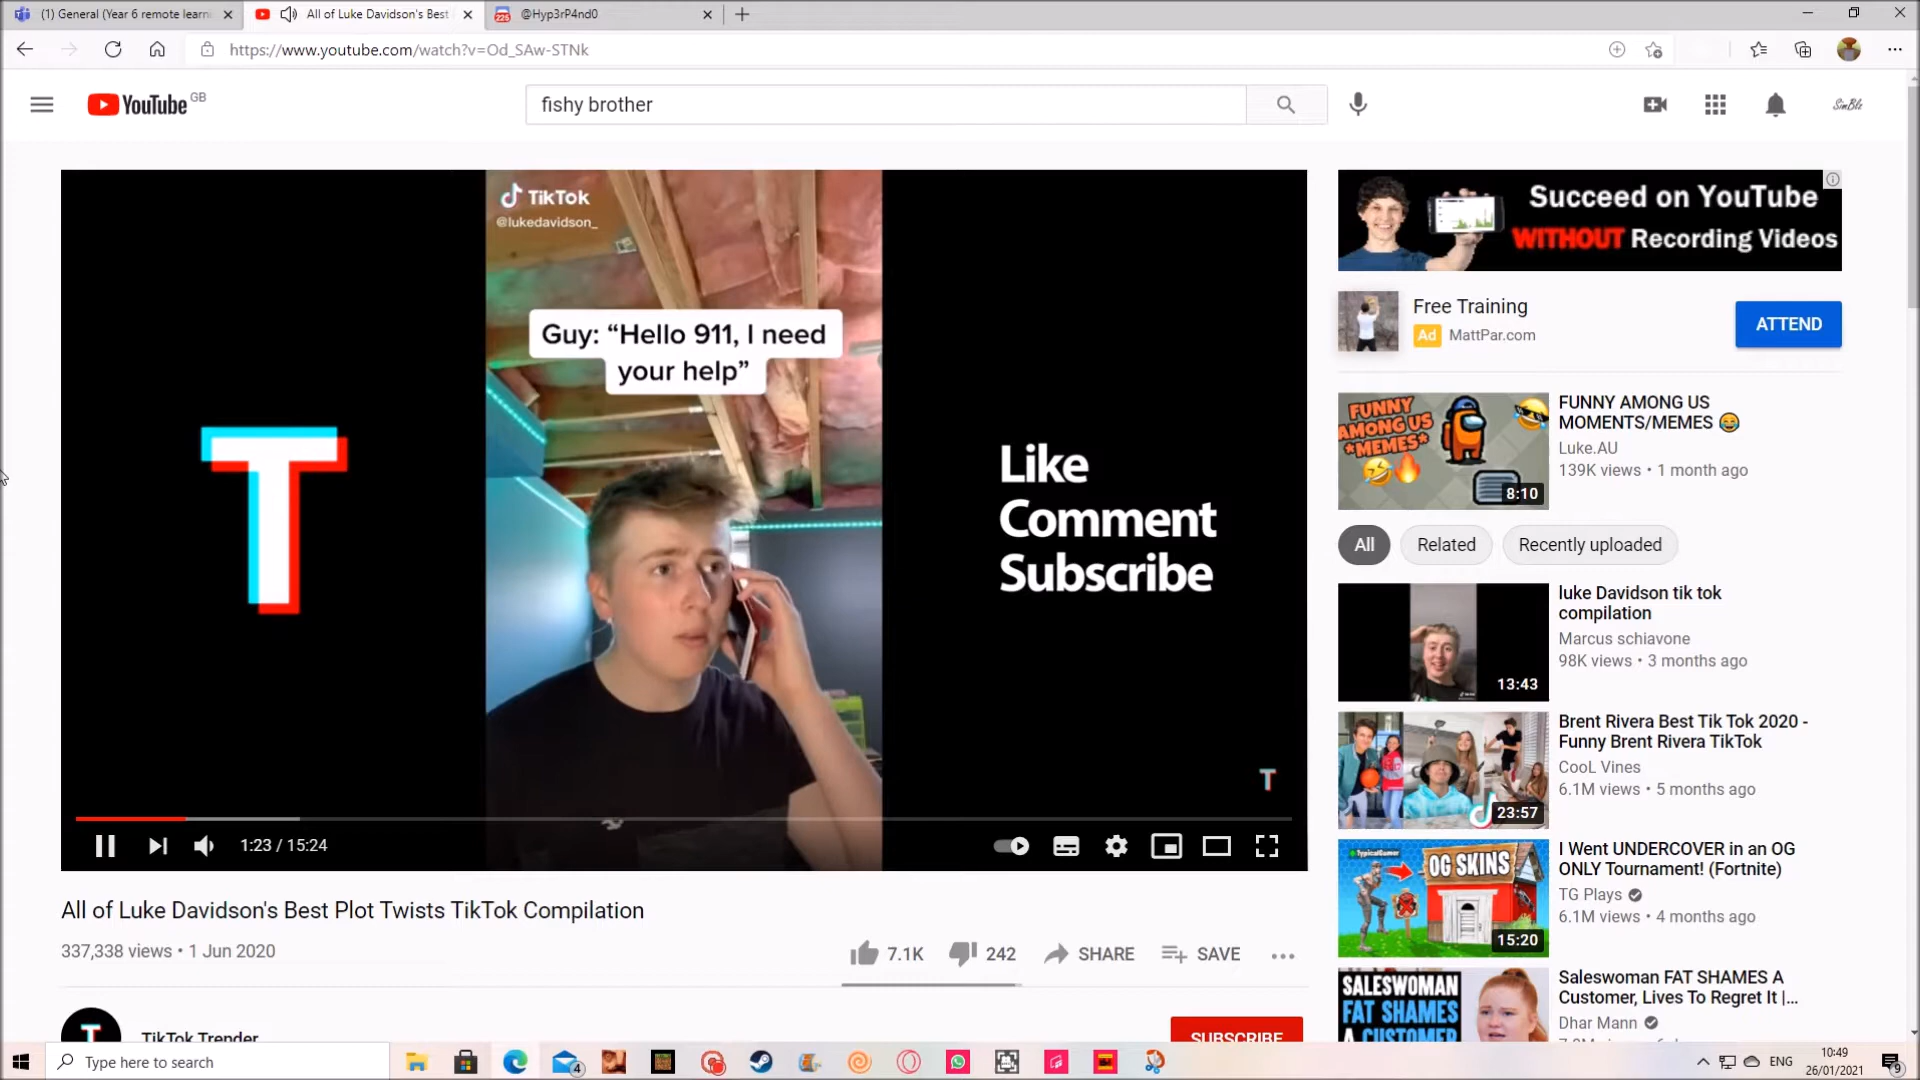 (1) General (Year 6 remote learn
All of Luke Davidson's Best
@Hyp3rP4nd0
https://www.youtube.com/watch?v=Od_SAw-STNk
YouTube GB
fishy brother
SimBle
TikTok
@lukedavidson_
Guy: “Hello 911, I need
your help”
T
Like
Comment
Subscribe
T
1:23 / 15:24
All of Luke Davidson's Best Plot Twists TikTok Compilation
337,338 views • 1 Jun 2020
7.1K
242
SHARE
SAVE
TikTok Trender
SUBSCRIBE
Succeed on YouTube
WITHOUT Recording Videos
Free Training
Ad MattPar.com
ATTEND
FUNNY
AMONG US
*MEMES*
8:10
FUNNY AMONG US
MOMENTS/MEMES
Luke.AU
139K views • 1 month ago
All
Related
Recently uploaded
13:43
luke Davidson tik tok
compilation
Marcus schiavone
98K views • 3 months ago
23:57
Brent Rivera Best Tik Tok 2020 -
Funny Brent Rivera TikTok
CooL Vines
6.1M views • 5 months ago
TypicalGamer
OG SKINS
15:20
I Went UNDERCOVER in an OG
ONLY Tournament! (Fortnite)
TG Plays
6.1M views • 4 months ago
SALESWOMAN
FAT SHAMES
A CUSTOMER
Saleswoman FAT SHAMES A
Customer, Lives To Regret It |...
Dhar Mann
Type here to search
4
ENG
10:49
26/01/2021
9